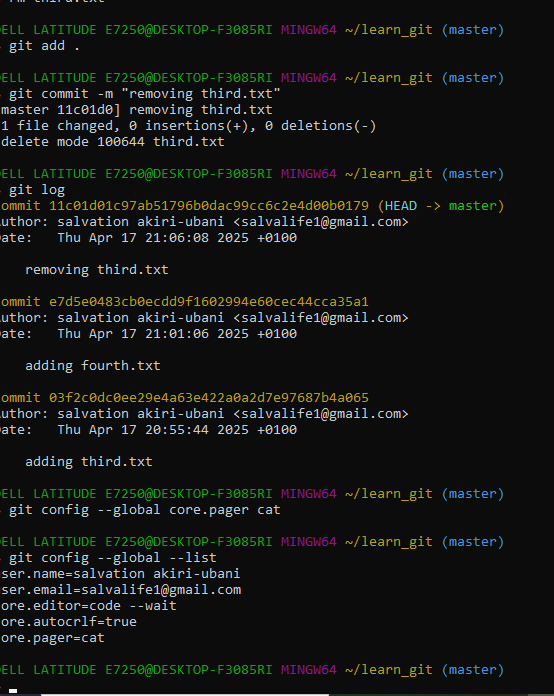 rm third.txt
DELL LATITUDE E7250@DESKTOP-F3085RI MINGW64 ~/learn_git (master)
git add .
DELL LATITUDE E7250@DESKTOP-F3085RI MINGW64 ~/learn_git (master)
git commit -m "removing third.txt"
master 11c01d0] removing third.txt
1 file changed, 0 insertions(+), 0 deletions(-)
delete mode 100644 third.txt
DELL LATITUDE E7250@DESKTOP-F3085RI MINGW64 ~/learn_git (master)
git log
ommit 11c01d01c97ab51796b0dac99cc6c2e4d00b0179 (HEAD -> master)
uthor: salvation akiri-ubani <salvalife1@gmail.com>
ate:   Thu Apr 17 21:06:08 2025 +0100
removing third.txt
ommit e7d5e0483cb0ecdd9f1602994e60cec44cca35a1
uthor: salvation akiri-ubani <salvalife1@gmail.com>
ate:   Thu Apr 17 21:01:06 2025 +0100
adding fourth.txt
ommit 03f2c0dc0ee29e4a63e422a0a2d7e97687b4a065
uthor: salvation akiri-ubani <salvalife1@gmail.com>
ate:   Thu Apr 17 20:55:44 2025 +0100
adding third.txt
DELL LATITUDE E7250@DESKTOP-F3085RI MINGW64 ~/learn_git (master)
git config --global core.pager cat
DELL LATITUDE E7250@DESKTOP-F3085RI MINGW64 ~/learn_git (master)
git config --global --list
ser.name=salvation akiri-ubani
ser.email=salvalife1@gmail.com
ore.editor=code --wait
ore.autocrlf=true
ore.pager=cat
DELL LATITUDE E7250@DESKTOP-F3085RI MINGW64 ~/learn_git (master)